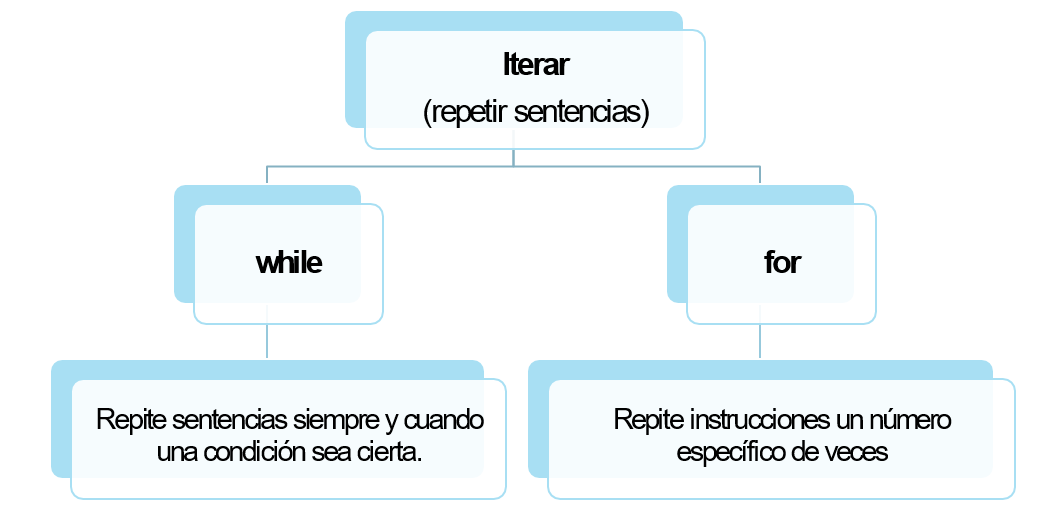 Iterar
(repetir sentencias)
while
for
Repite sentencias siempre y cuando
una condición sea cierta.
Repite instrucciones un número
específico de veces